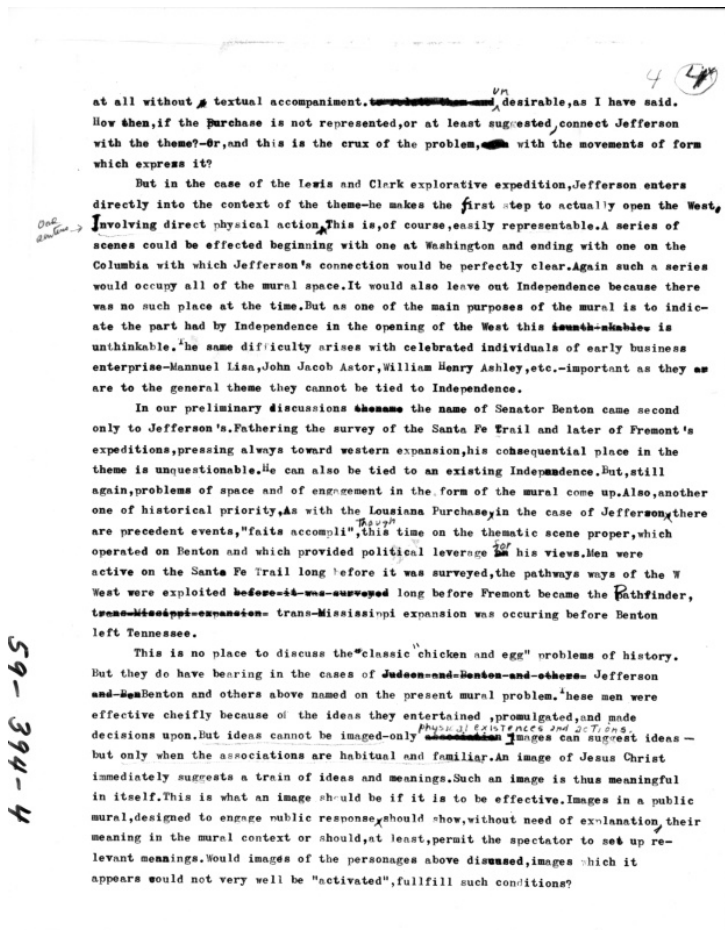 4 4
at all without textual accompaniment. undesirable,as I have said.
How then,if the Purchase is not represented,or at least suggested,connect Jefferson
with the theme?-Or,and this is the crux of the problem, with the movements of form
which express it?
But in the case of the Lewis and Clark explorative expedition,Jefferson enters
directly into the context of the theme-he makes the first step to actually open the West,
One sentence
Involving direct physical action,This is,of course,easily representable.A series of
scenes could be effected beginning with one at Washington and ending with one on the
Columbia with which Jefferson's connection would be perfectly clear.Again such a series
would occupy all of the mural space.It would also leave out Independence because there
was no such place at the time.But as one of the main purposes of the mural is to indic-
ate the part had by Independence in the opening of the West this is
unthinkable.The same difficulty arises with celebrated individuals of early business
enterprise-Mannuel Lisa,John Jacob Astor,William Henry Ashley,etc.-important as they
are to the general theme they cannot be tied to Independence.
In our preliminary discussions the name of Senator Benton came second
only to Jefferson's.Fathering the survey of the Santa Fe Trail and later of Fremont's
expeditions,pressing always toward western expansion,his consequential place in the
theme is unquestionable.He can also be tied to an existing Independence.But,still
again,problems of space and of engagement in the form of the mural come up.Also,another
one of historical priority,As with the Lousiana Purchase in the case of Jefferson there
are precedent events,"faits accompli",though this time on the thematic scene proper,which
operated on Benton and which provided political leverage for his views.Men were
active on the Sante Fe Trail long before it was surveyed,the pathways ways of the W
West were exploited before it was surveyed long before Fremont became the Pathfinder,
trans-Missippi-expansion- trans-Mississippi expansion was occuring before Benton
left Tennessee.
This is no place to discuss the "classic "chicken and egg" problems of history.
But they do have bearing in the cases of Judson-and-Benton-and-others- Jefferson
and-BenBenton and others above named on the present mural problem.These men were
effective cheifly because of the ideas they entertained ,promulgated,and made
decisions upon.But ideas cannot be imaged-only physical existences and actions. Images can suggest ideas —
but only when the associations are habitual and familiar.An image of Jesus Christ
immediately suggests a train of ideas and meanings.Such an image is thus meaningful
in itself.This is what an image should be if it is to be effective.Images in a public
mural,designed to engage public response should show,without need of explanation,their
meaning in the mural context or should,at least,permit the spectator to set up re-
levant meanings.Would images of the personages above disussed,images which it
appears could not very well be "activated",fullfill such conditions?
59-394-4